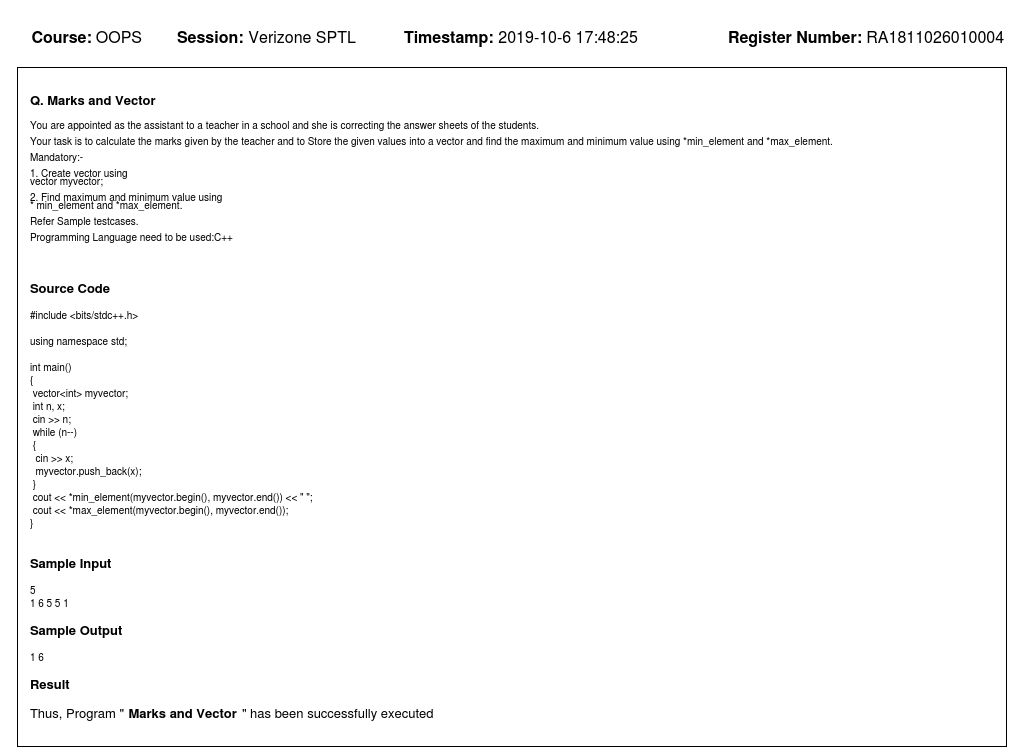 Course: OOPS Session: Verizone SPTL Timestamp: 2019-10-6 17:48:25 Register Number: RA1811026010004
Q. Marks and Vector
You are appointed as the assistant to a teacher in a school and she is correcting the answer sheets of the students.
Your task is to calculate the marks given by the teacher and to Store the given values into a vector and find the maximum and minimum value using *min_element and *max_element.
Mandatory:-
1. Create vector using
vector myvector;
2. Find maximum and minimum value using
* min_element and *max_element.
Refer Sample testcases.
Programming Language need to be used:C++
Source Code
#include <bits/stdc++.h>
using namespace std;
int main()
{
vector<int> myvector;
int n, x;
cin >> n;
while (n--)
{
cin >> x;
myvector.push_back(x);
}
cout << *min_element(myvector.begin(), myvector.end()) << " ";
cout << *max_element(myvector.begin(), myvector.end());
}
Sample Input
5
1 6 5 5 1
Sample Output
1 6
Result
Thus, Program " Marks and Vector " has been successfully executed